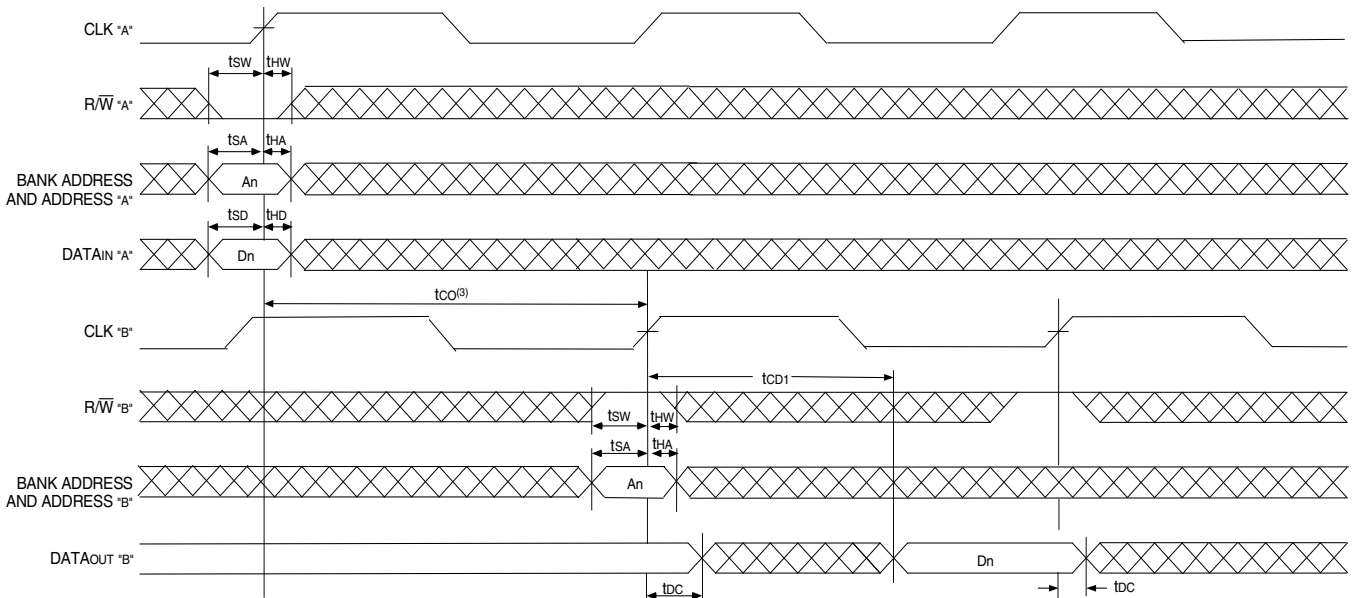 CLK "A"
tSW tHW
R/W̅ "A"
tSA tHA
BANK ADDRESS
AND ADDRESS "A"
An
tSD tHD
DATAIN "A"
Dn
tCO(3)
CLK "B"
tCD1
R/W̅ "B"
tSW tHW
tSA tHA
BANK ADDRESS
AND ADDRESS "B"
An
DATAOUT "B"
Dn
tDC tDC